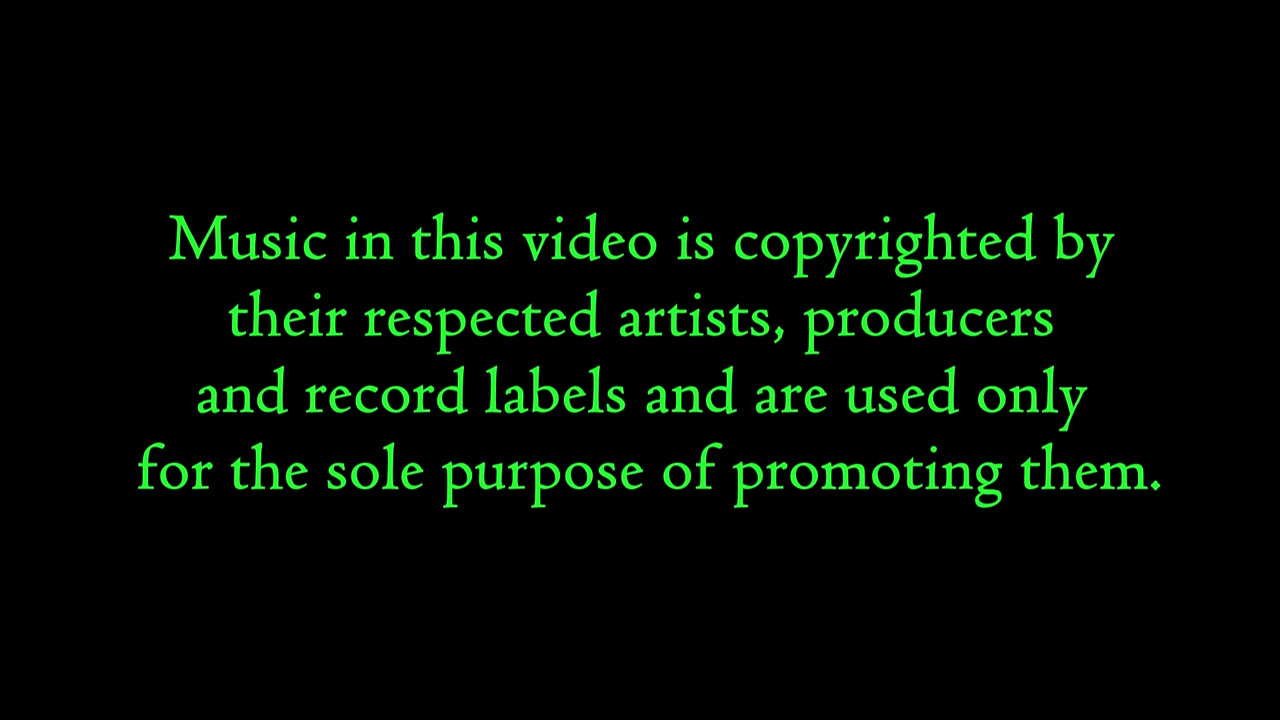 Music in this video is copyrighted by
their respected artists, producers
and record labels and are used only
for the sole purpose of promoting them.